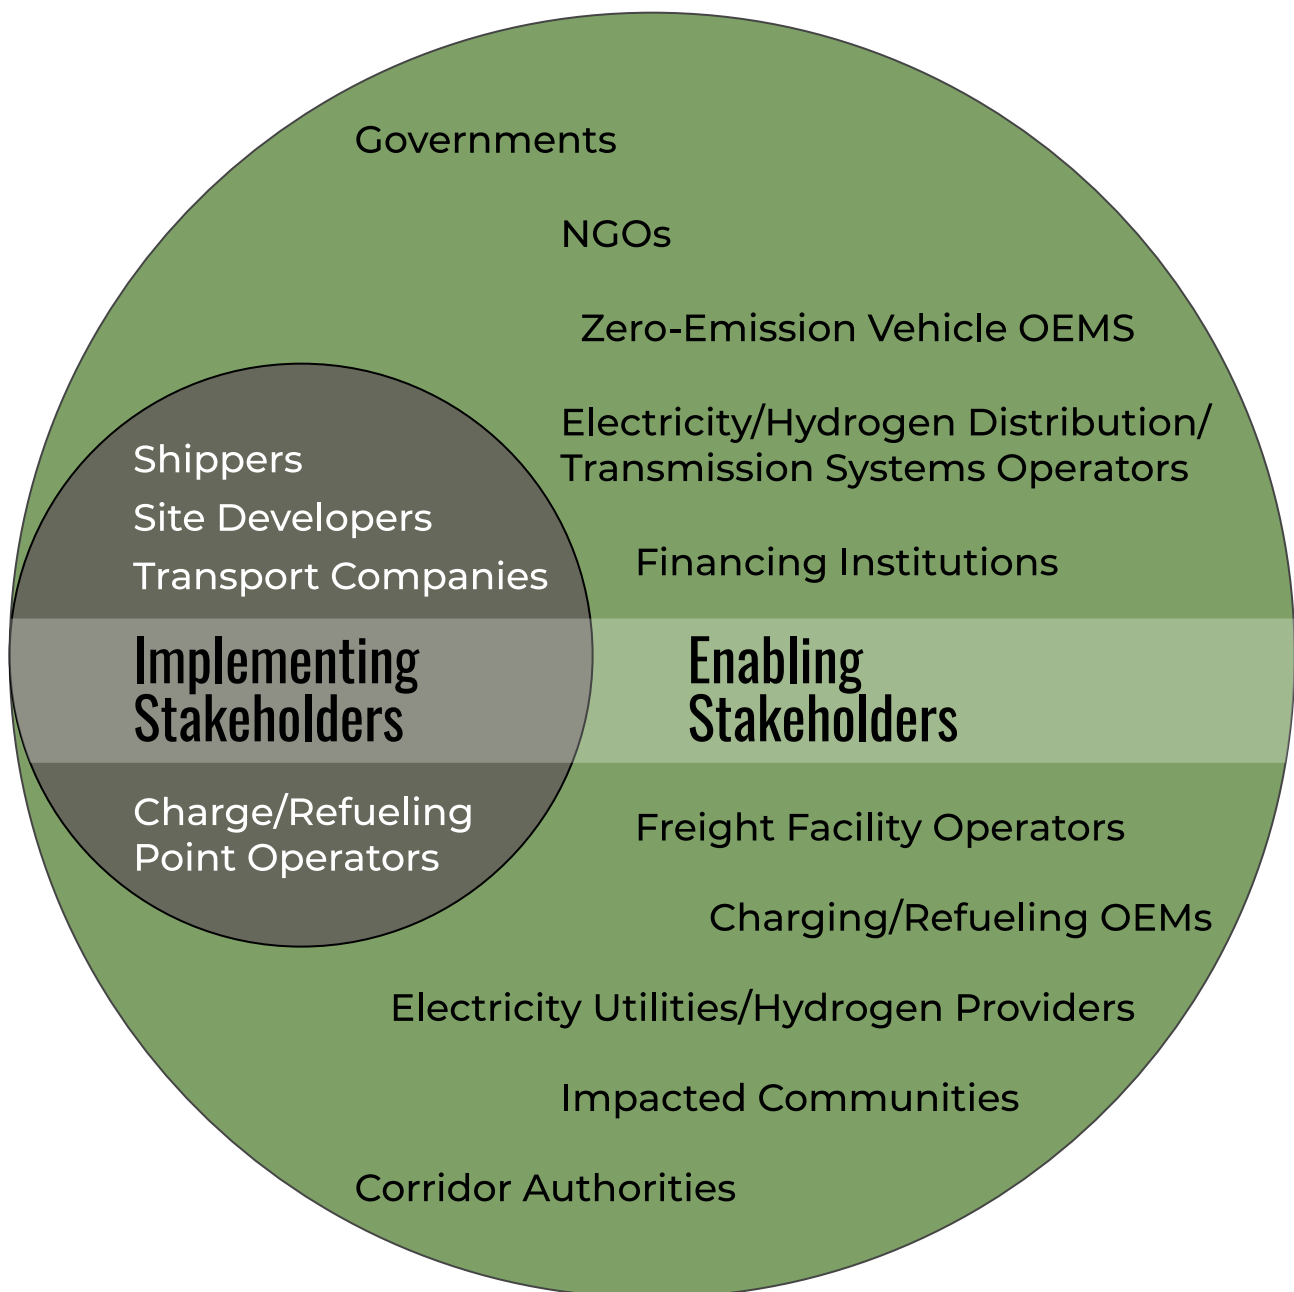 Governments
NGOs
Zero-Emission Vehicle OEMS
Electricity/Hydrogen Distribution/
Transmission Systems Operators
Financing Institutions
Shippers
Site Developers
Transport Companies
Implementing
Stakeholders
Charge/Refueling
Point Operators
Enabling
Stakeholders
Freight Facility Operators
Charging/Refueling OEMs
Electricity Utilities/Hydrogen Providers
Impacted Communities
Corridor Authorities